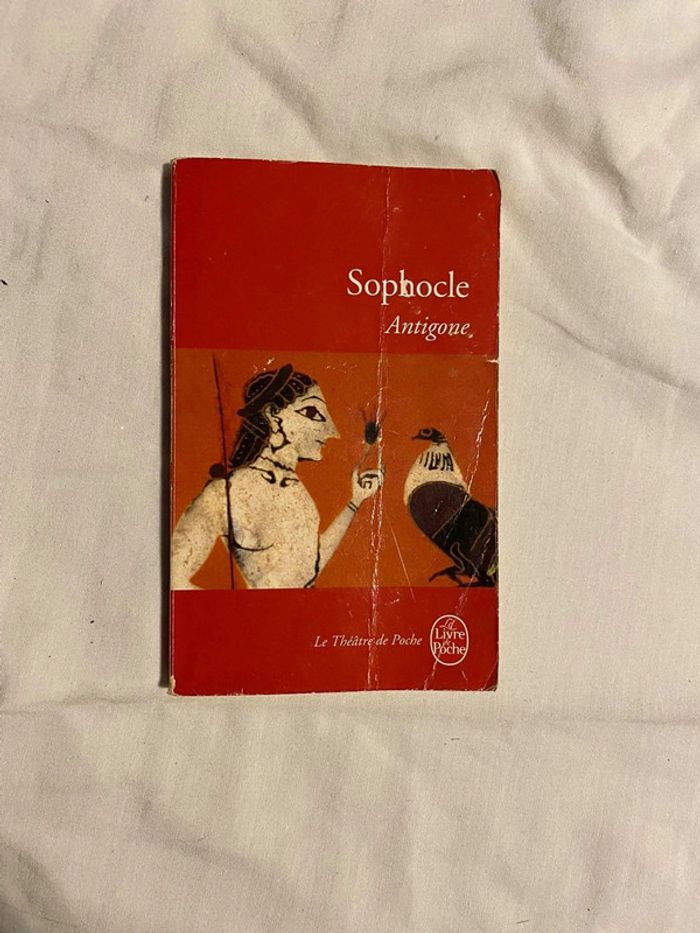 Sophocle
Antigone
Le Théâtre de Poche
Le
Livre
de
Poche